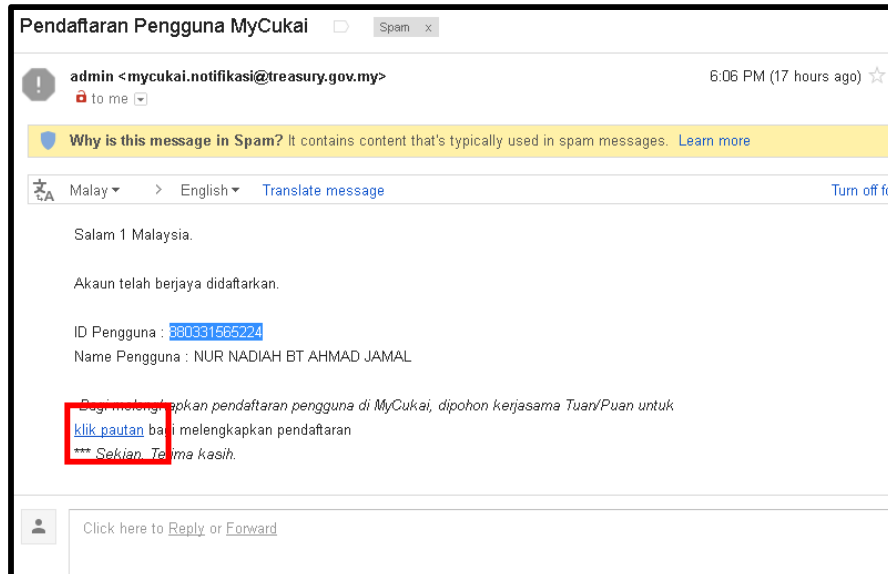 Pendaftaran Pengguna MyCukai Spam x
admin <mycukai.notifikasi@treasury.gov.my> 6:06 PM (17 hours ago)
to me
Why is this message in Spam? It contains content that's typically used in spam messages. Learn more
Malay > English Translate message Turn off fo
Salam 1 Malaysia.
Akaun telah berjaya didaftarkan.
ID Pengguna : 880331565224
Name Pengguna : NUR NADIAH BT AHMAD JAMAL
Bagi melengkapkan pendaftaran pengguna di MyCukai, dipohon kerjasama Tuan/Puan untuk
klik pautan bagi melengkapkan pendaftaran
*** Sekian. Terima kasih.
Click here to Reply or Forward